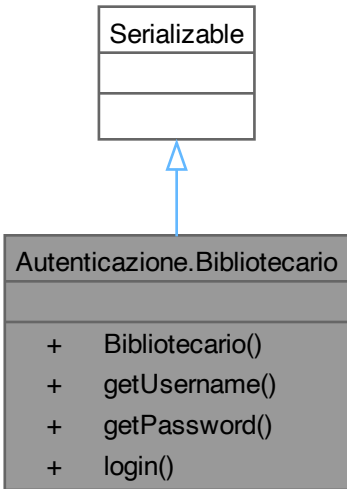 Serializable
Autenticazione.Bibliotecario
+ Bibliotecario()
+ getUsername()
+ getPassword()
+ login()